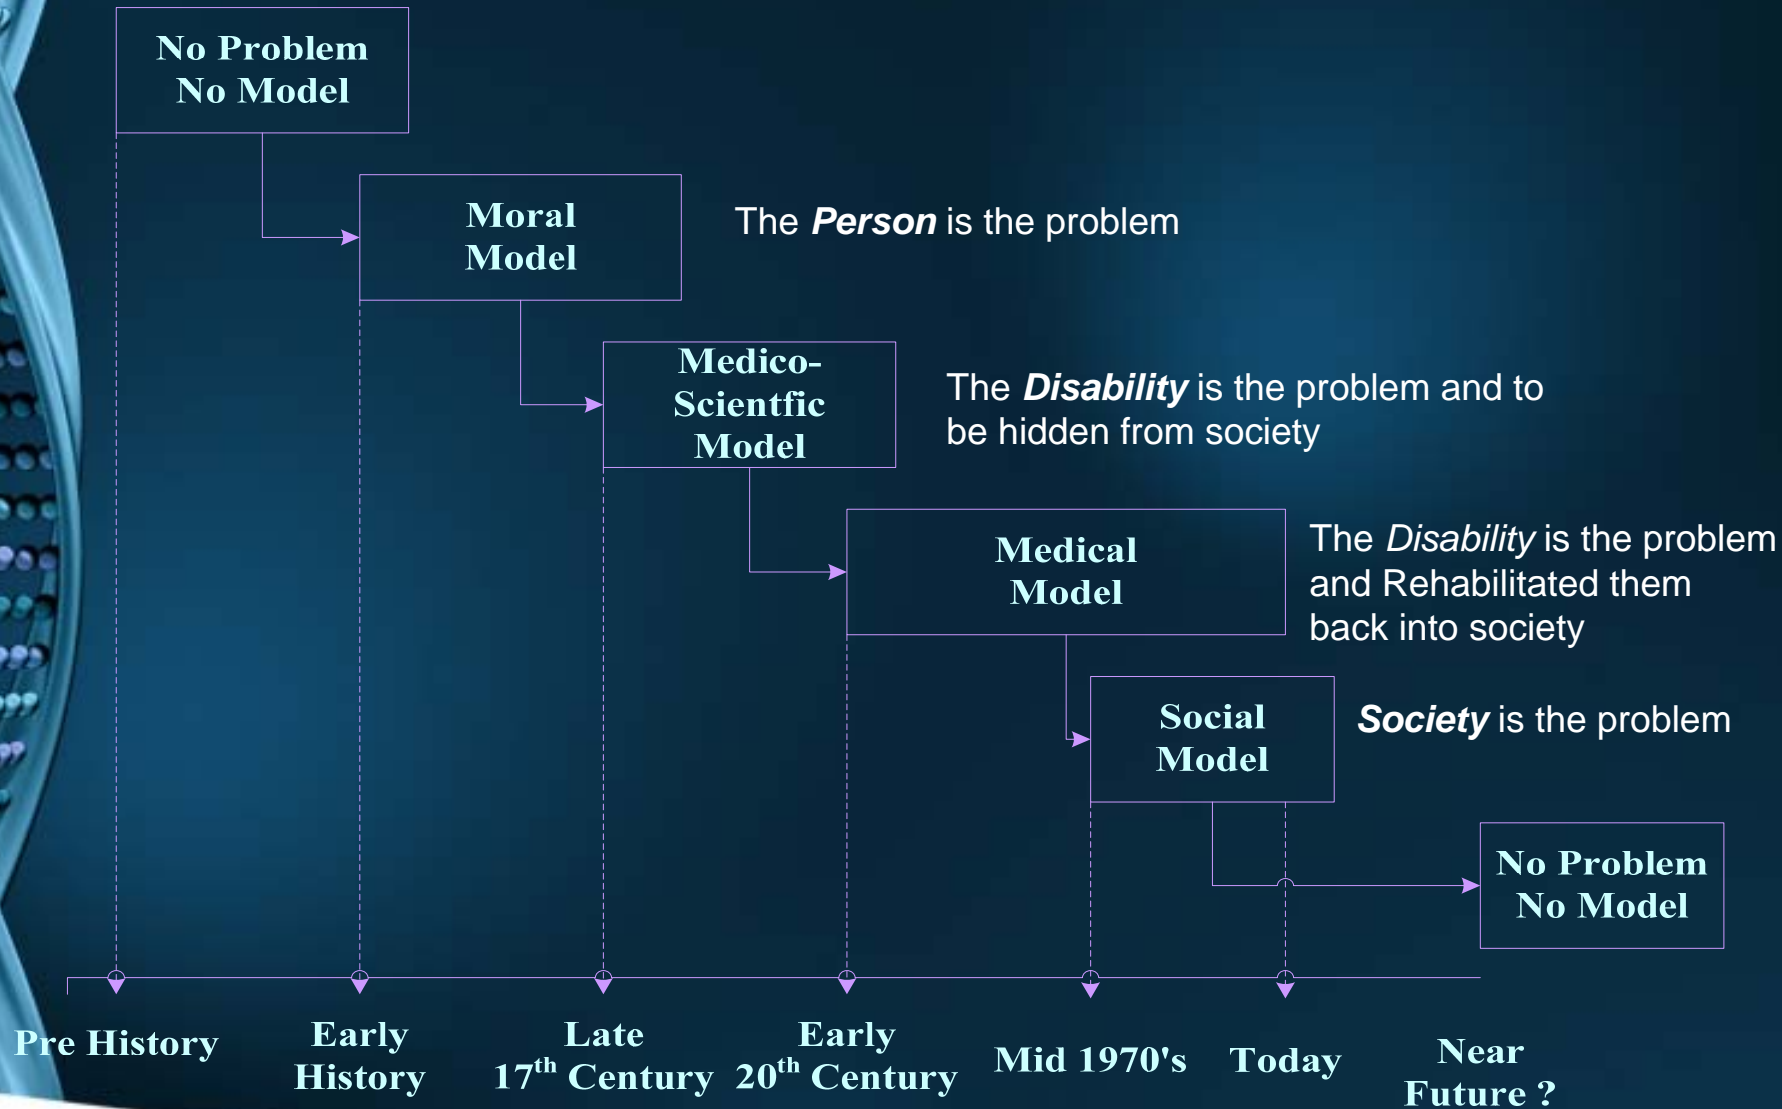 No Problem
No Model
Moral
Model
The Person is the problem
Medico-
Scientfic
Model
The Disability is the problem and to
be hidden from society
Medical
Model
The Disability is the problem
and Rehabilitated them
back into society
Social
Model
Society is the problem
No Problem
No Model
Pre History
Early
History
Late
17th Century
Early
20th Century
Mid 1970's
Today
Near
Future ?